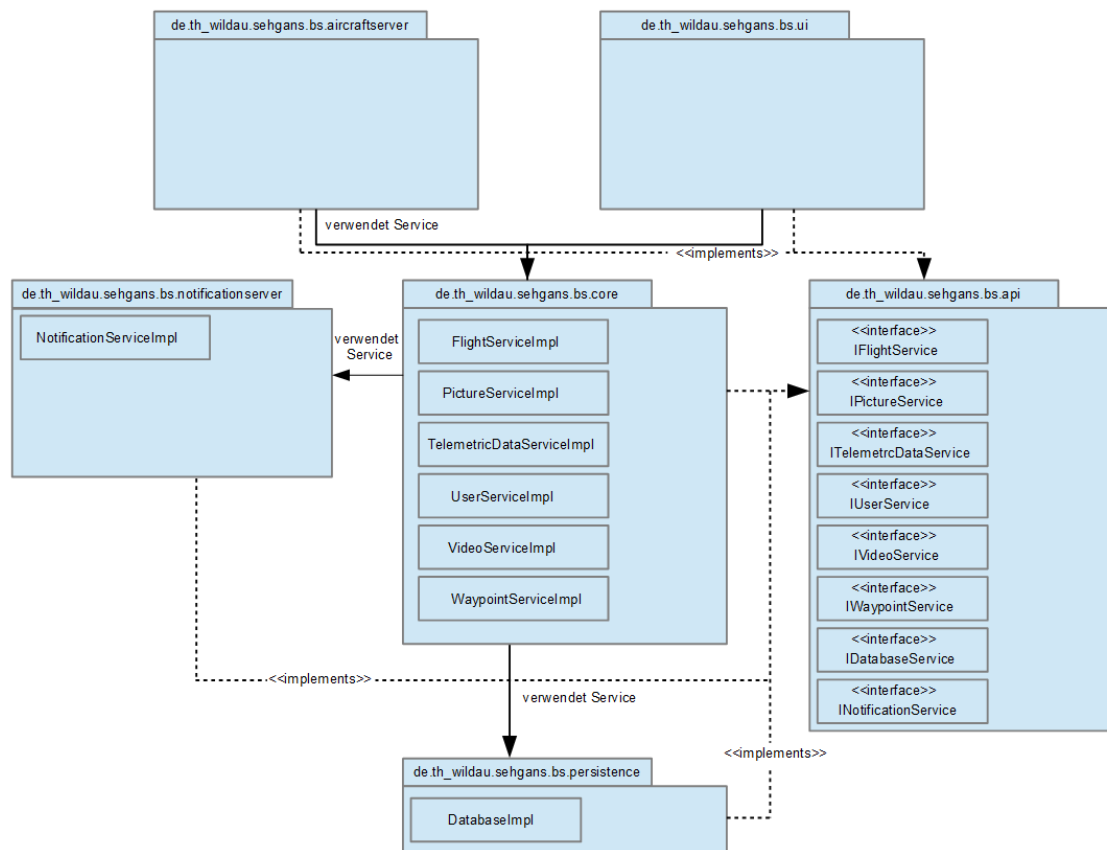 de.th_wildau.sehgans.bs.aircraftserver
de.th_wildau.sehgans.bs.ui
verwendet Service
<<implements>>
de.th_wildau.sehgans.bs.notificationserver
NotificationServiceImpl
verwendet
Service
de.th_wildau.sehgans.bs.core
FlightServiceImpl
PictureServiceImpl
TelemetricDataServiceImpl
UserServiceImpl
VideoServiceImpl
WaypointServiceImpl
de.th_wildau.sehgans.bs.api
<<interface>>
IFlightService
<<interface>>
IPictureService
<<interface>>
ITelemetrcDataService
<<interface>>
IUserService
<<interface>>
IVideoService
<<interface>>
IWaypointService
<<interface>>
IDatabaseService
<<interface>>
INotificationService
<<implements>>
verwendet Service
<<implements>>
de.th_wildau.sehgans.bs.persistence
DatabaseImpl